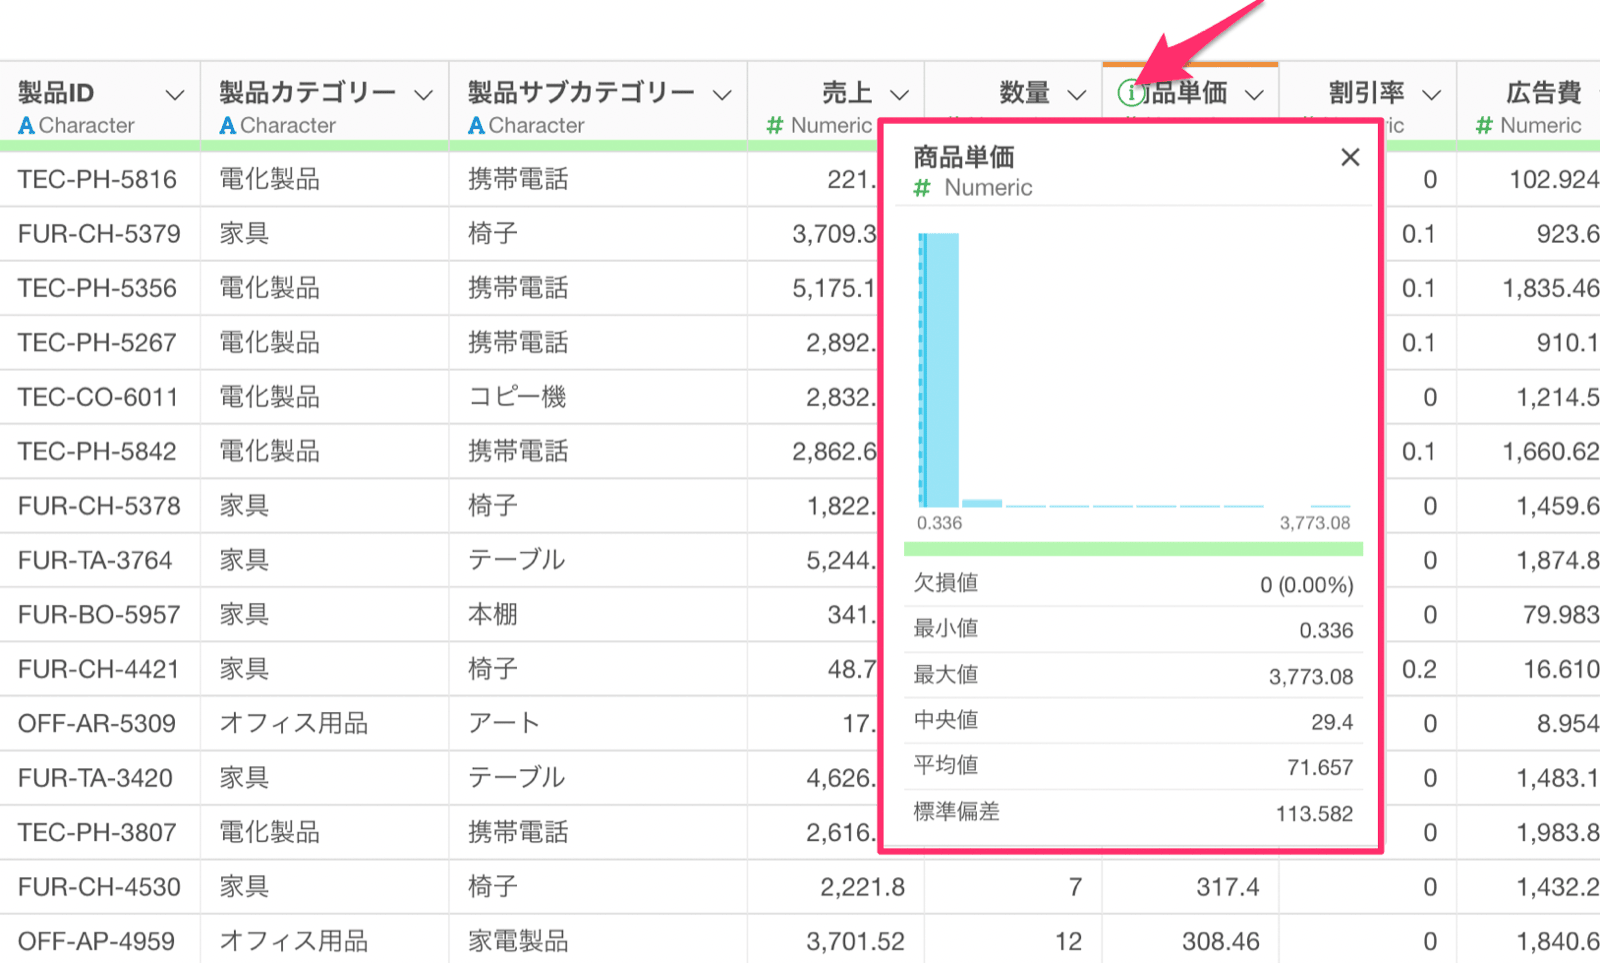 製品ID 製品カテゴリー 製品サブカテゴリー 売上 数量 品単価 割引率 広告費
A Character A Character A Character # Numeric # Numeric
TEC-PH-5816 電化製品 携帯電話 221. 0 102.924
FUR-CH-5379 家具 椅子 3,709.3 0.1 923.6
TEC-PH-5356 電化製品 携帯電話 5,175.1 0.1 1,835.46
TEC-PH-5267 電化製品 携帯電話 2,892. 0.1 910.1
TEC-CO-6011 電化製品 コピー機 2,832. 0 1,214.5
TEC-PH-5842 電化製品 携帯電話 2,862.6 0.1 1,660.62
FUR-CH-5378 家具 椅子 1,822. 0 1,459.6
FUR-TA-3764 家具 テーブル 5,244. 0 1,874.8
FUR-BO-5957 家具 本棚 341. 0 79.983
FUR-CH-4421 家具 椅子 48.7 0.2 16.610
OFF-AR-5309 オフィス用品 アート 17. 0 8.954
FUR-TA-3420 家具 テーブル 4,626. 0 1,483.1
TEC-PH-3807 電化製品 携帯電話 2,616. 0 1,983.8
FUR-CH-4530 家具 椅子 2,221.8 7 317.4 0 1,432.2
OFF-AP-4959 オフィス用品 家電製品 3,701.52 12 308.46 0 1,840.6
商品単価
# Numeric
0.336 3,773.08
欠損値 0 (0.00%)
最小値 0.336
最大値 3,773.08
中央値 29.4
平均値 71.657
標準偏差 113.582